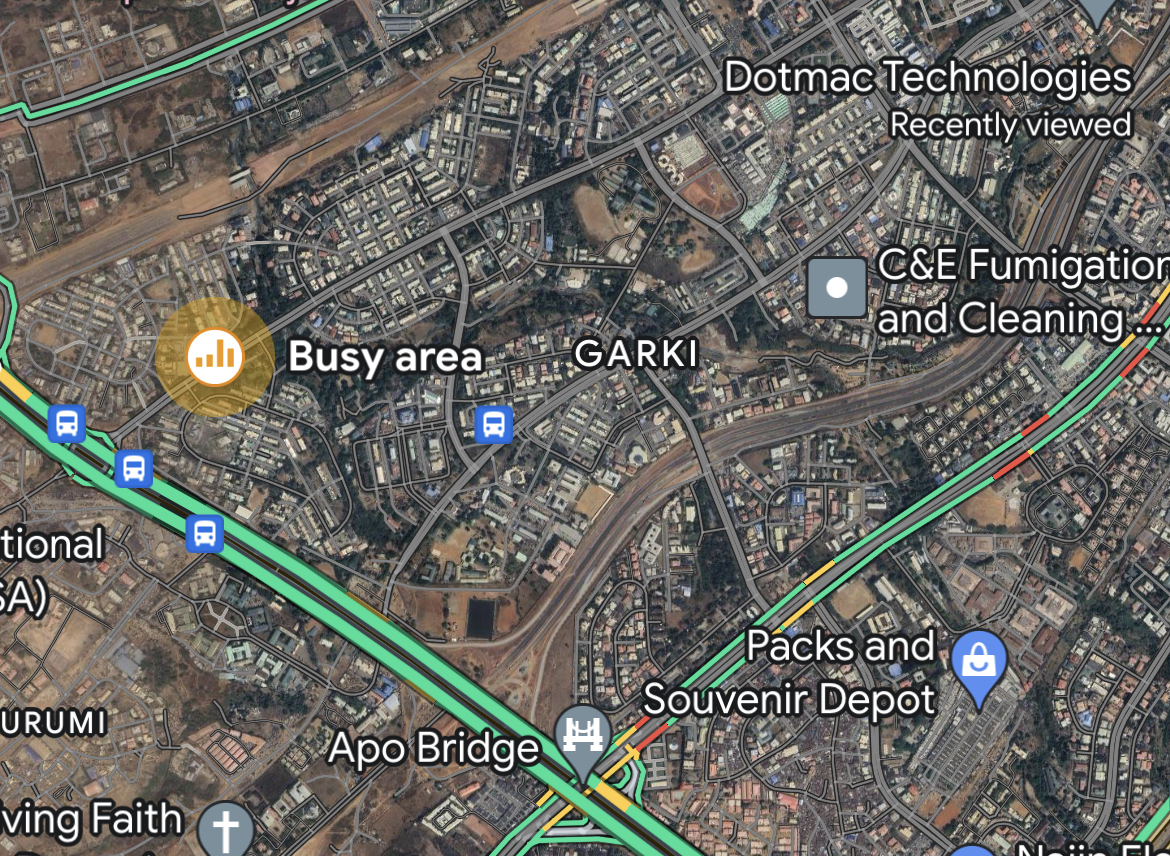 Dotmac Technologies
Recently viewed
C&E Fumigation
and Cleaning ...
Busy area
GARKI
tional
SA)
Packs and
Souvenir Depot
URUMI
Apo Bridge
ving Faith